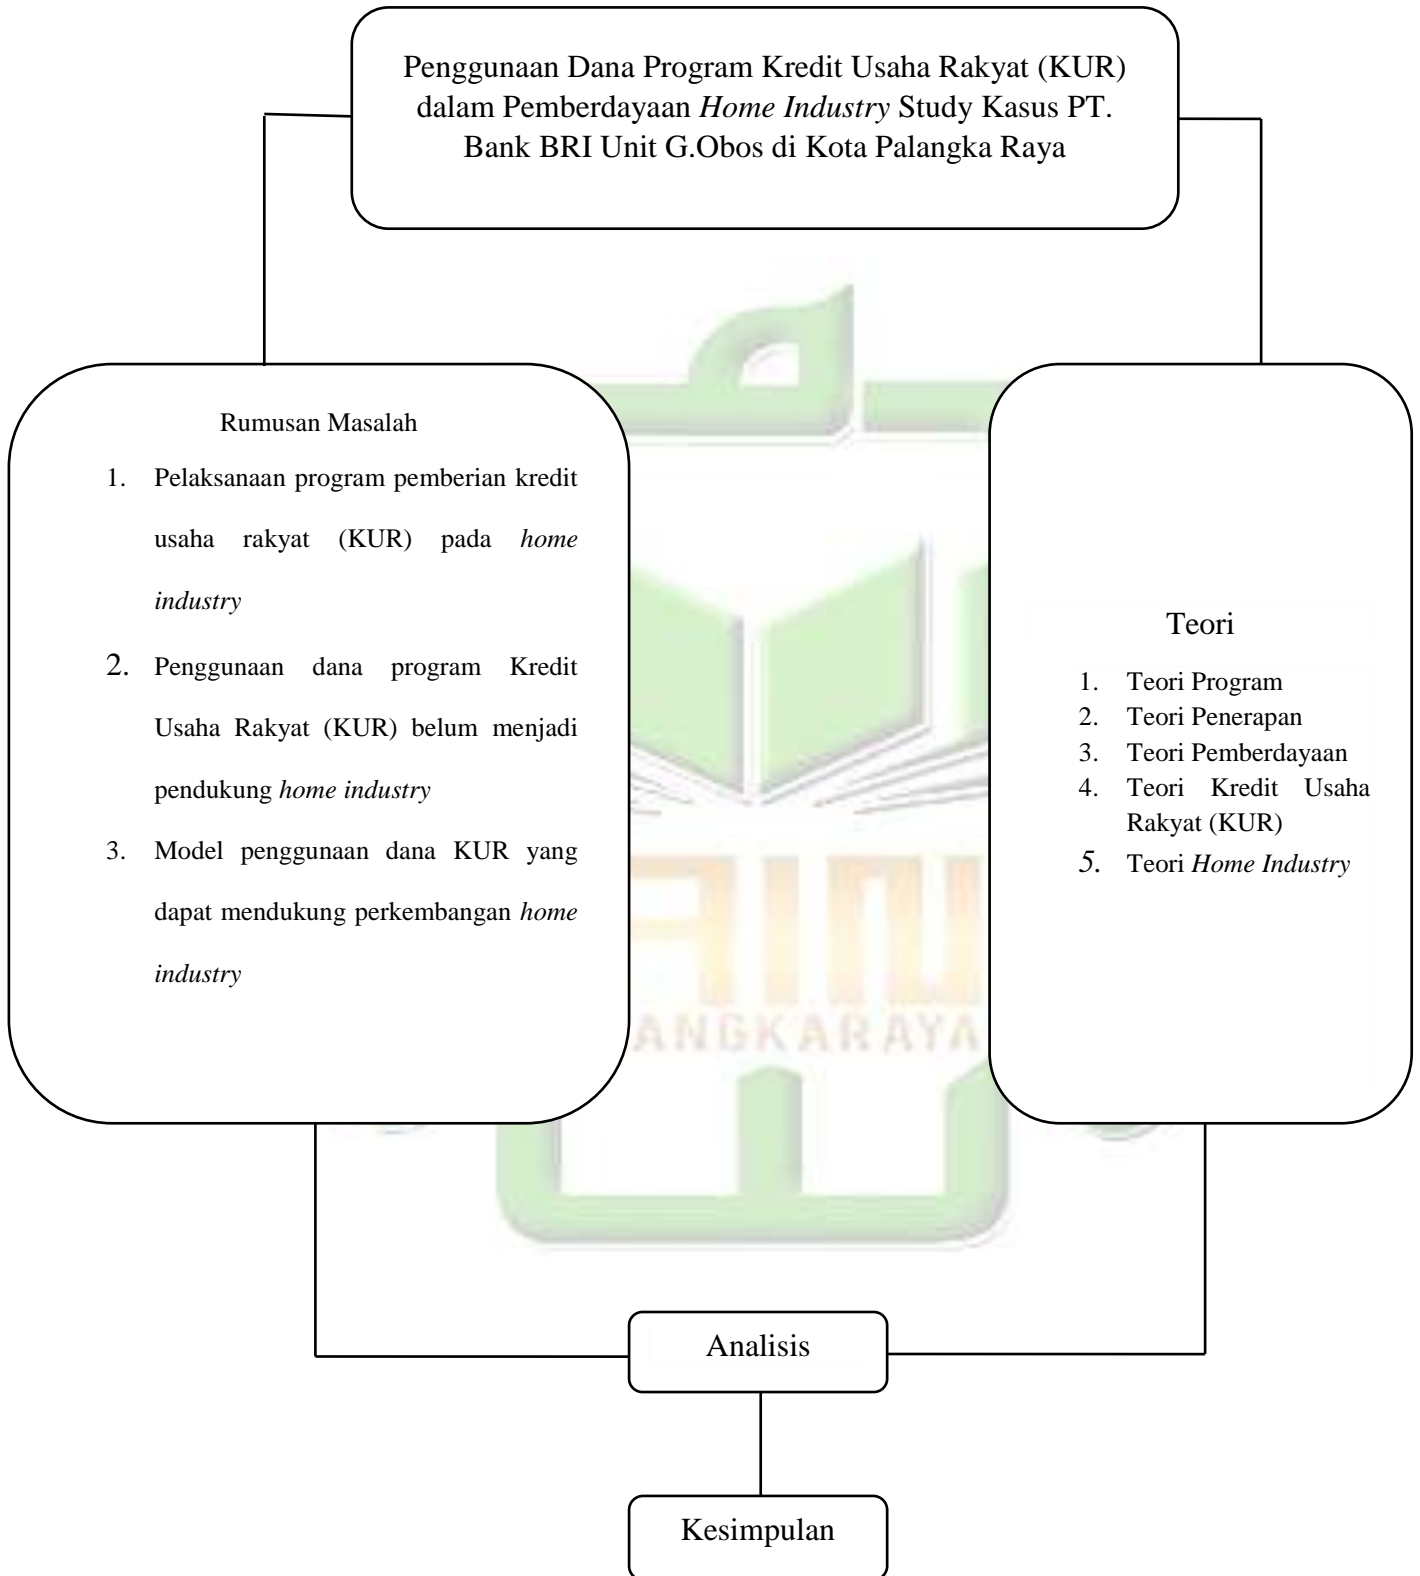 Penggunaan Dana Program Kredit Usaha Rakyat (KUR)
dalam Pemberdayaan Home Industry Study Kasus PT.
Bank BRI Unit G.Obos di Kota Palangka Raya
Rumusan Masalah
1. Pelaksanaan program pemberian kredit
usaha rakyat (KUR) pada home
industry
2. Penggunaan dana program Kredit
Usaha Rakyat (KUR) belum menjadi
pendukung home industry
3. Model penggunaan dana KUR yang
dapat mendukung perkembangan home
industry
Teori
1. Teori Program
2. Teori Penerapan
3. Teori Pemberdayaan
4. Teori Kredit Usaha
Rakyat (KUR)
5. Teori Home Industry
AIN
ANGKARAYA
Analisis
Kesimpulan